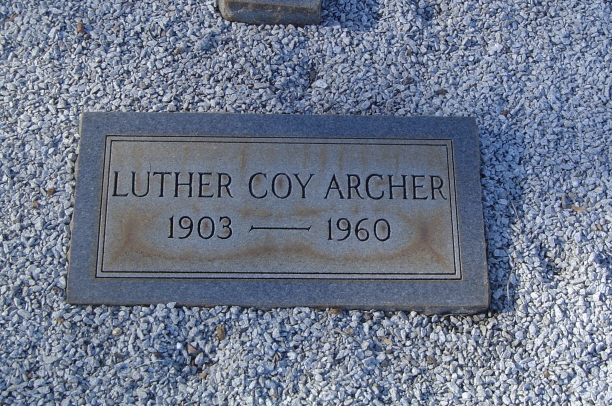 LUTHER COY ARCHER
1903 — 1960